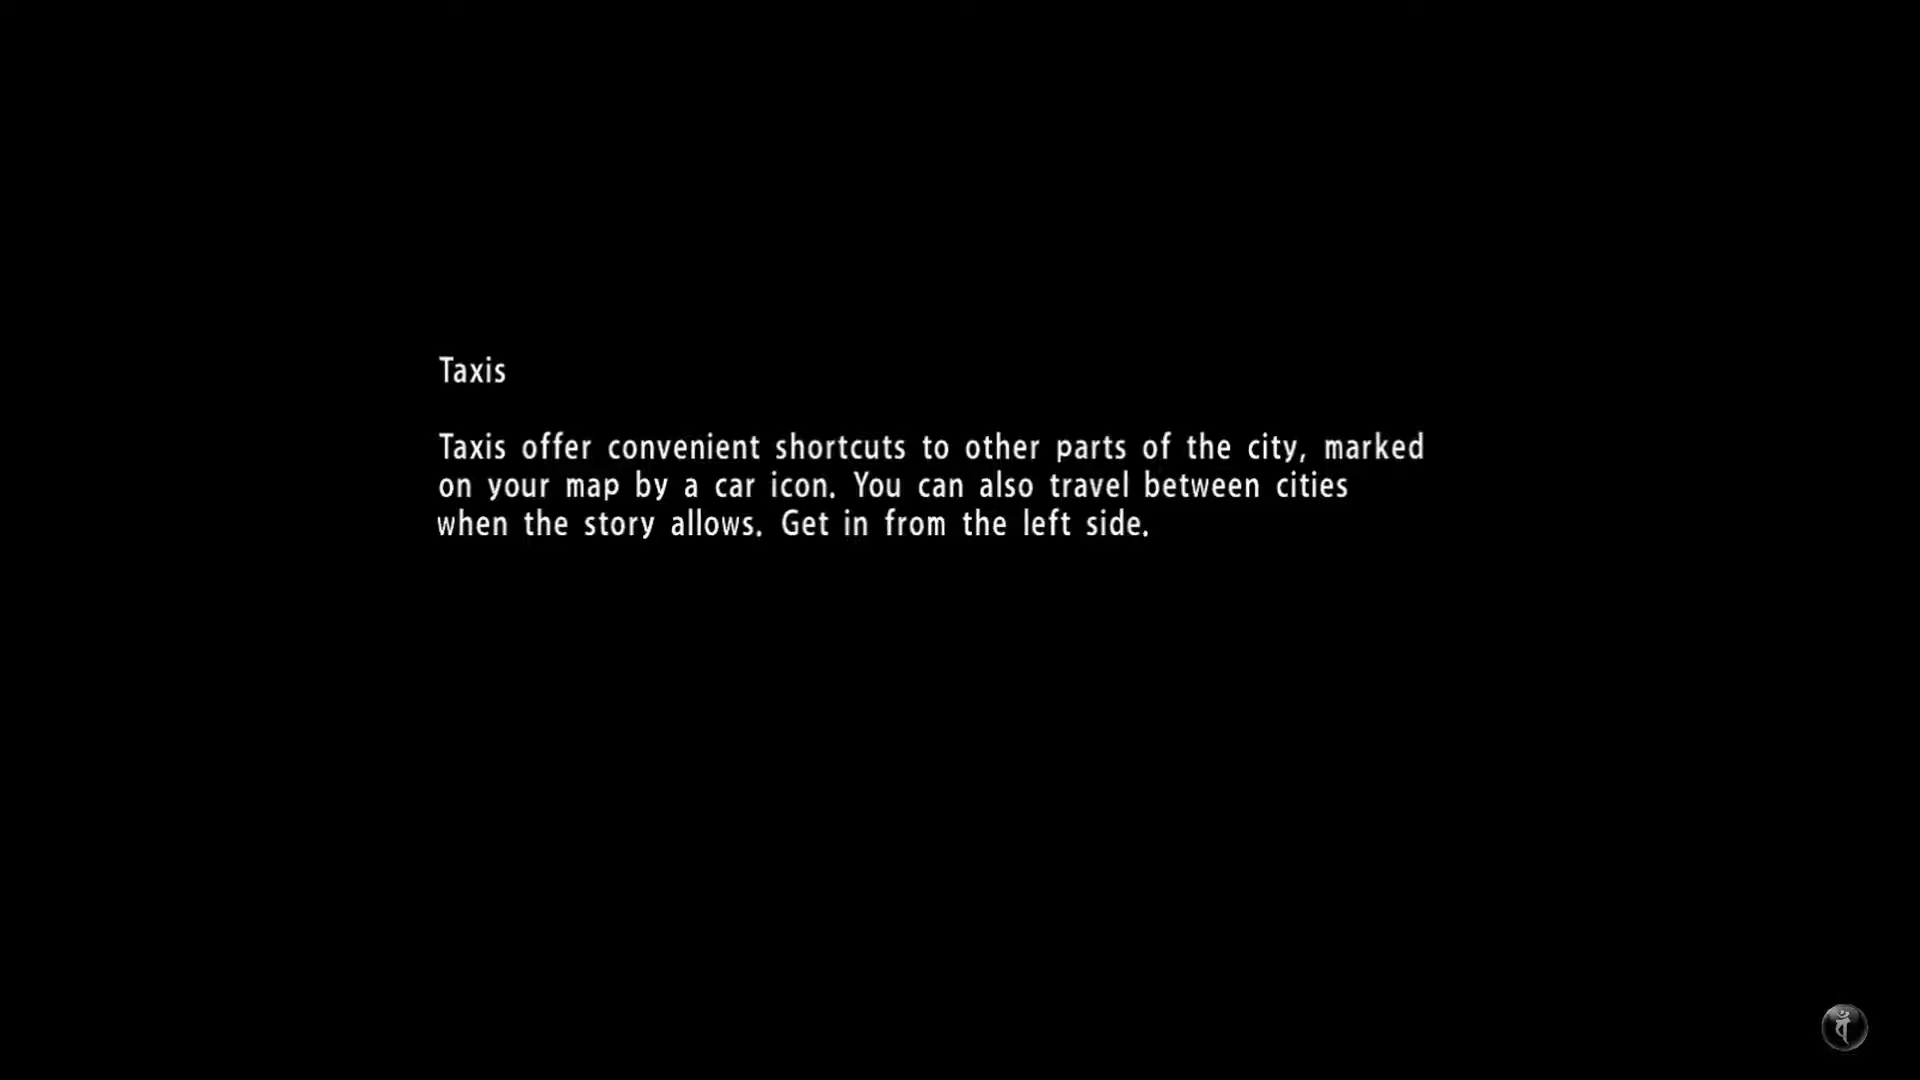 Taxis
Taxis offer convenient shortcuts to other parts of the city, marked
on your map by a car icon. You can also travel between cities
when the story allows. Get in from the left side.